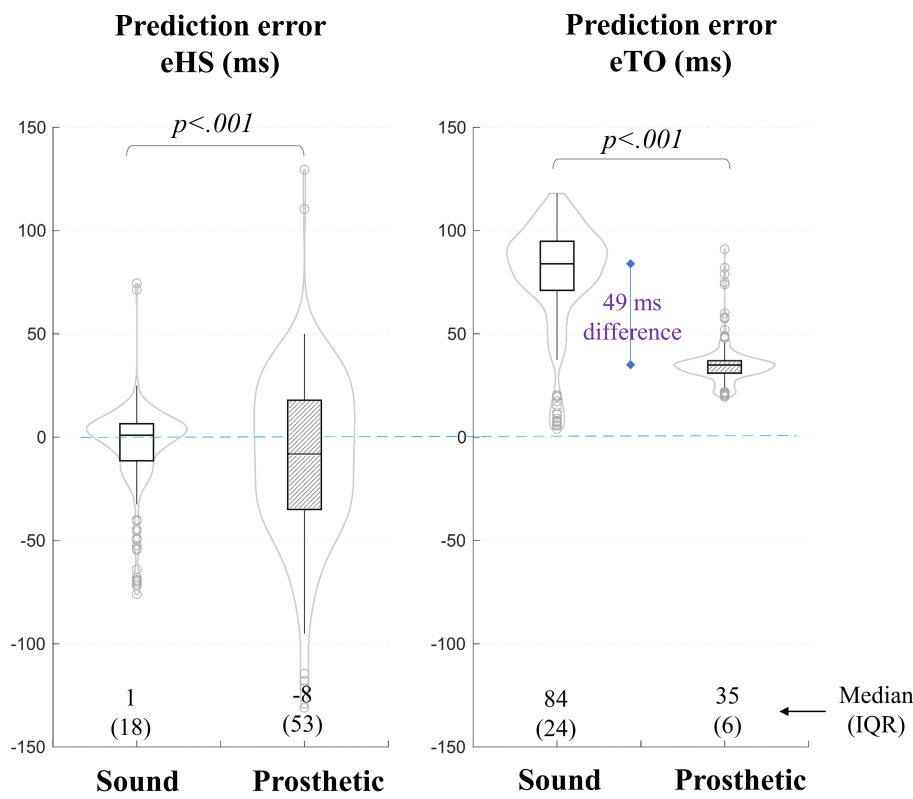 Prediction error
eHS (ms)
Prediction error
eTO (ms)
p<.001
p<.001
150
100
50
0
-50
-100
-150
150
100
50
0
-50
-100
-150
49 ms
difference
1
(18)
-8
(53)
84
(24)
35
(6)
Median
(IQR)
Sound
Prosthetic
Sound
Prosthetic